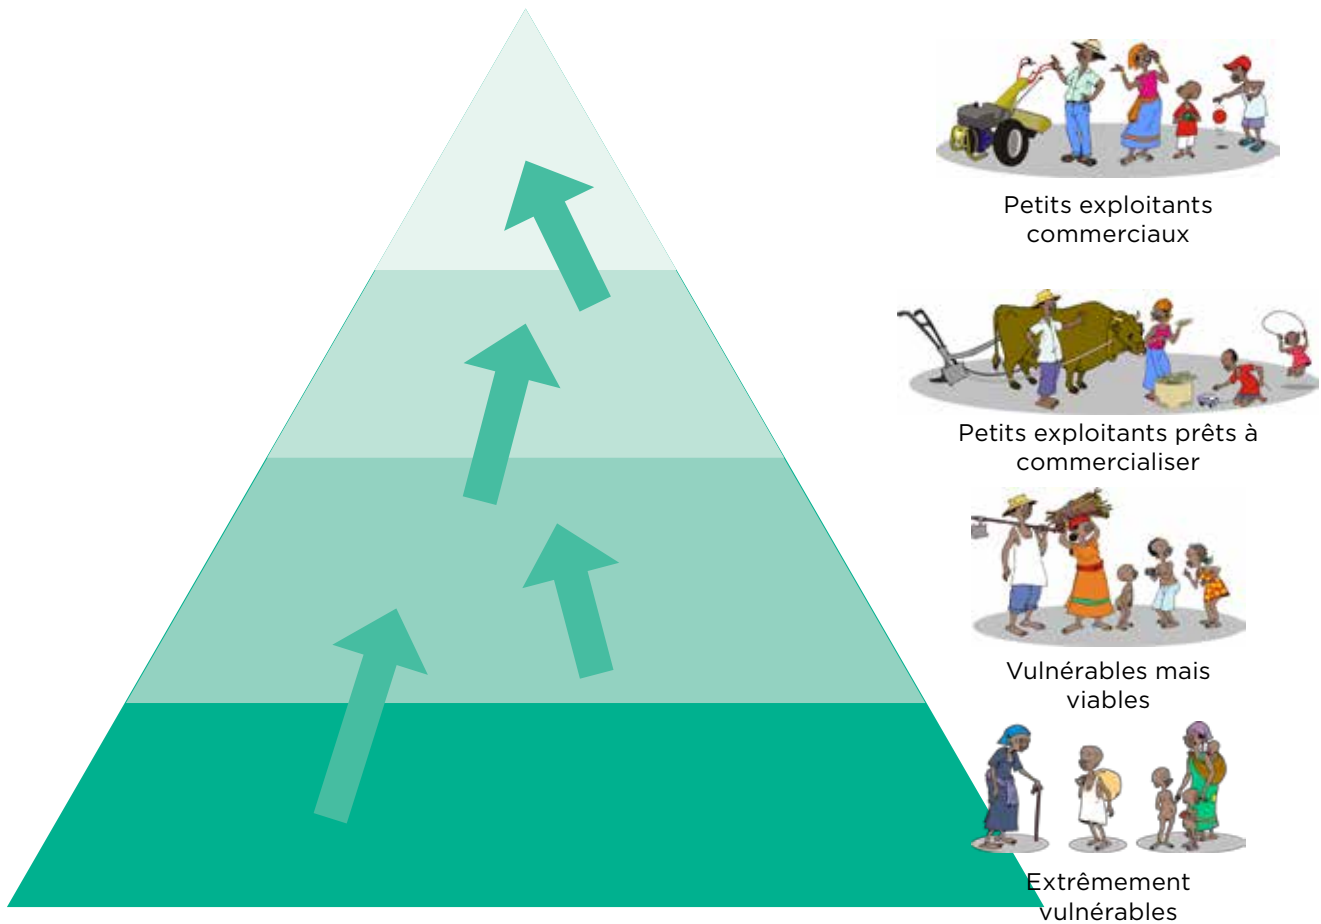 Petits exploitants
commerciaux
Petits exploitants prêts à
commercialiser
Vulnérables mais
viables
Extrêmement
vulnérables